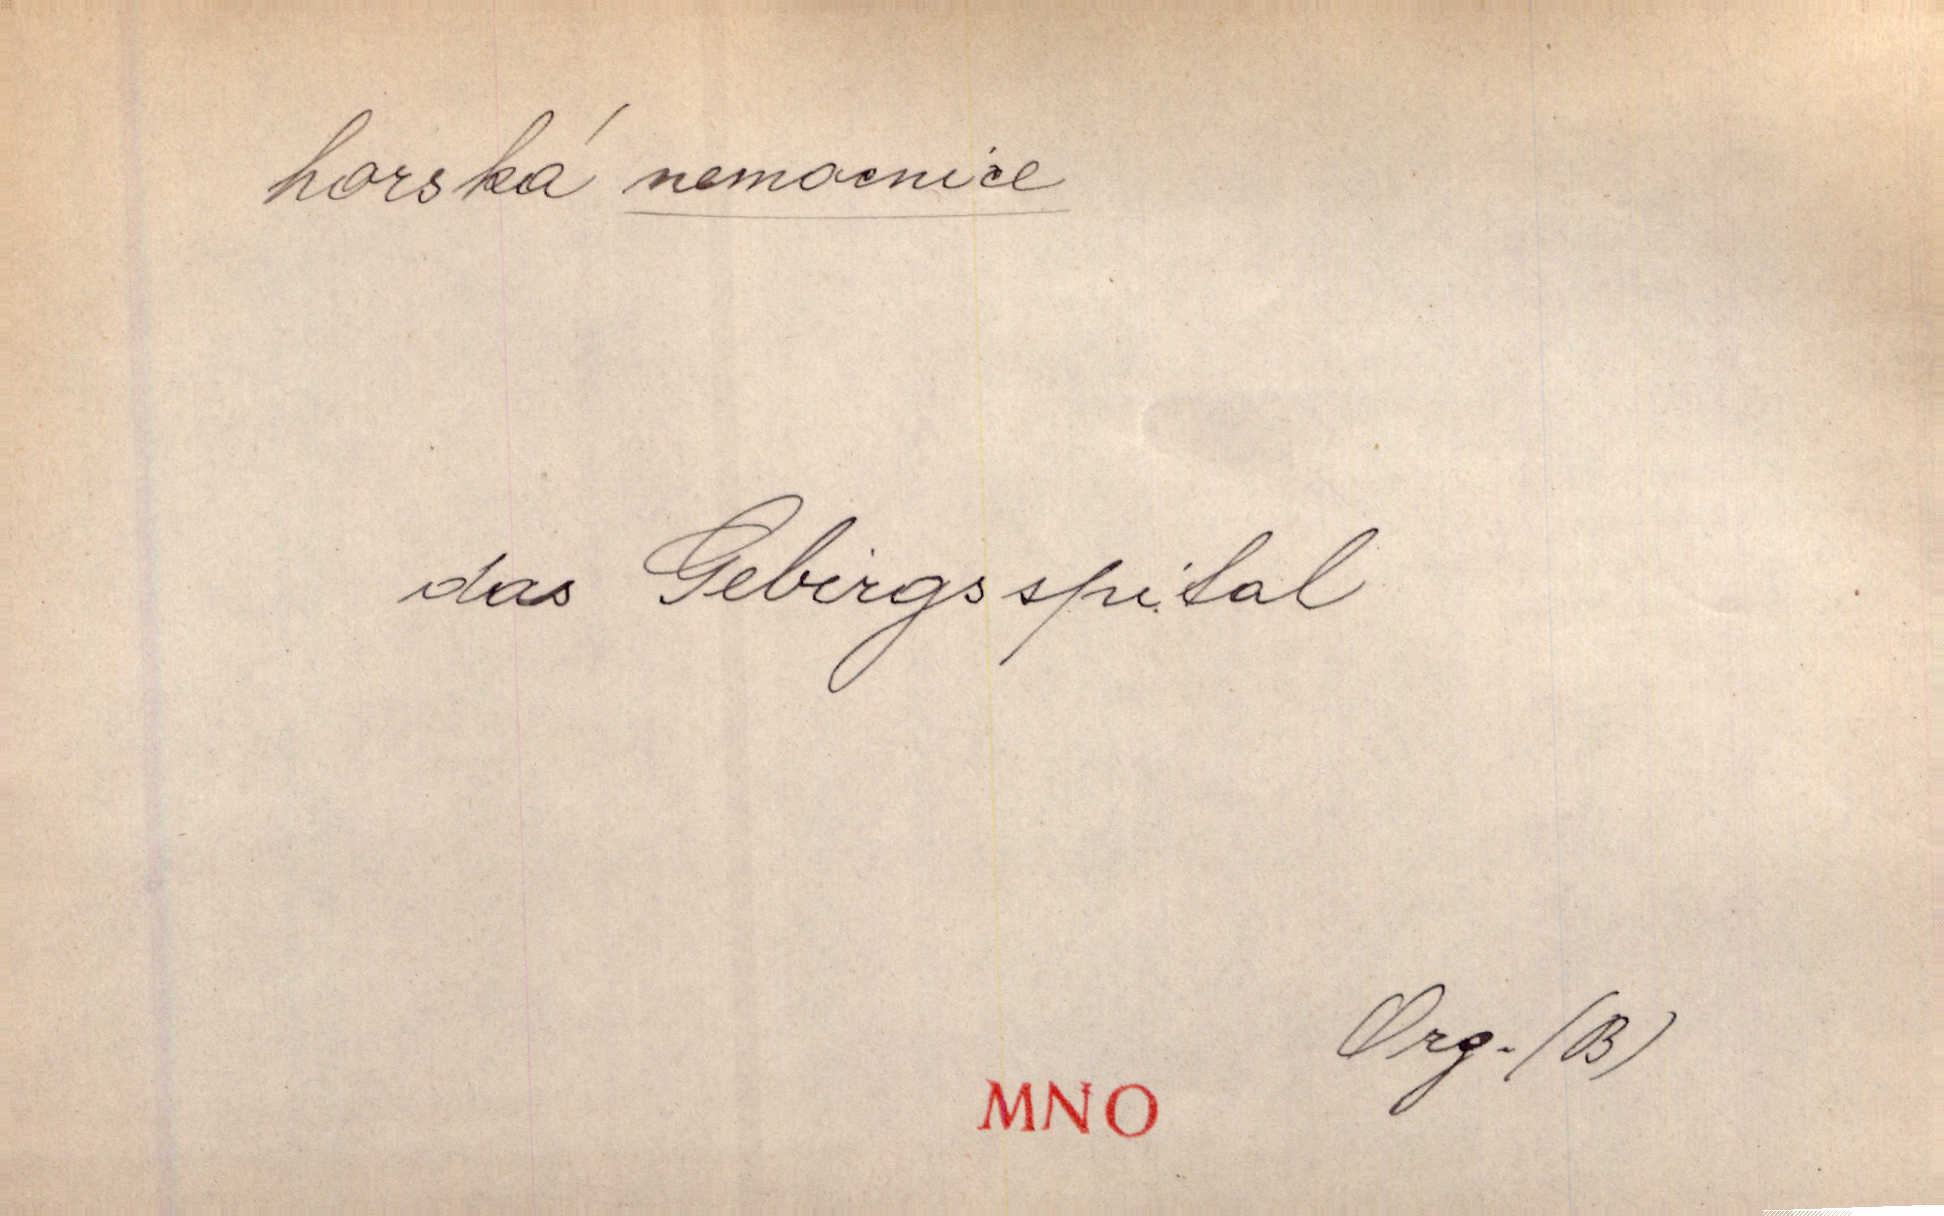 horská nemocnice
das Gebirgsspital
Org. (B)
MNO